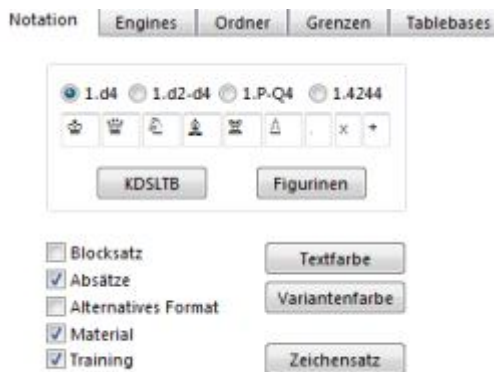 Notation Engines Ordner Grenzen Tablebases
1.d4 1.d2-d4 1.P-Q4 1.4244
♔ ♕ ♘ ♗ ♖ ♙ . x +
KDSLTB Figurinen
Blocksatz Textfarbe
Absätze
Alternatives Format Variantenfarbe
Material
Training Zeichensatz